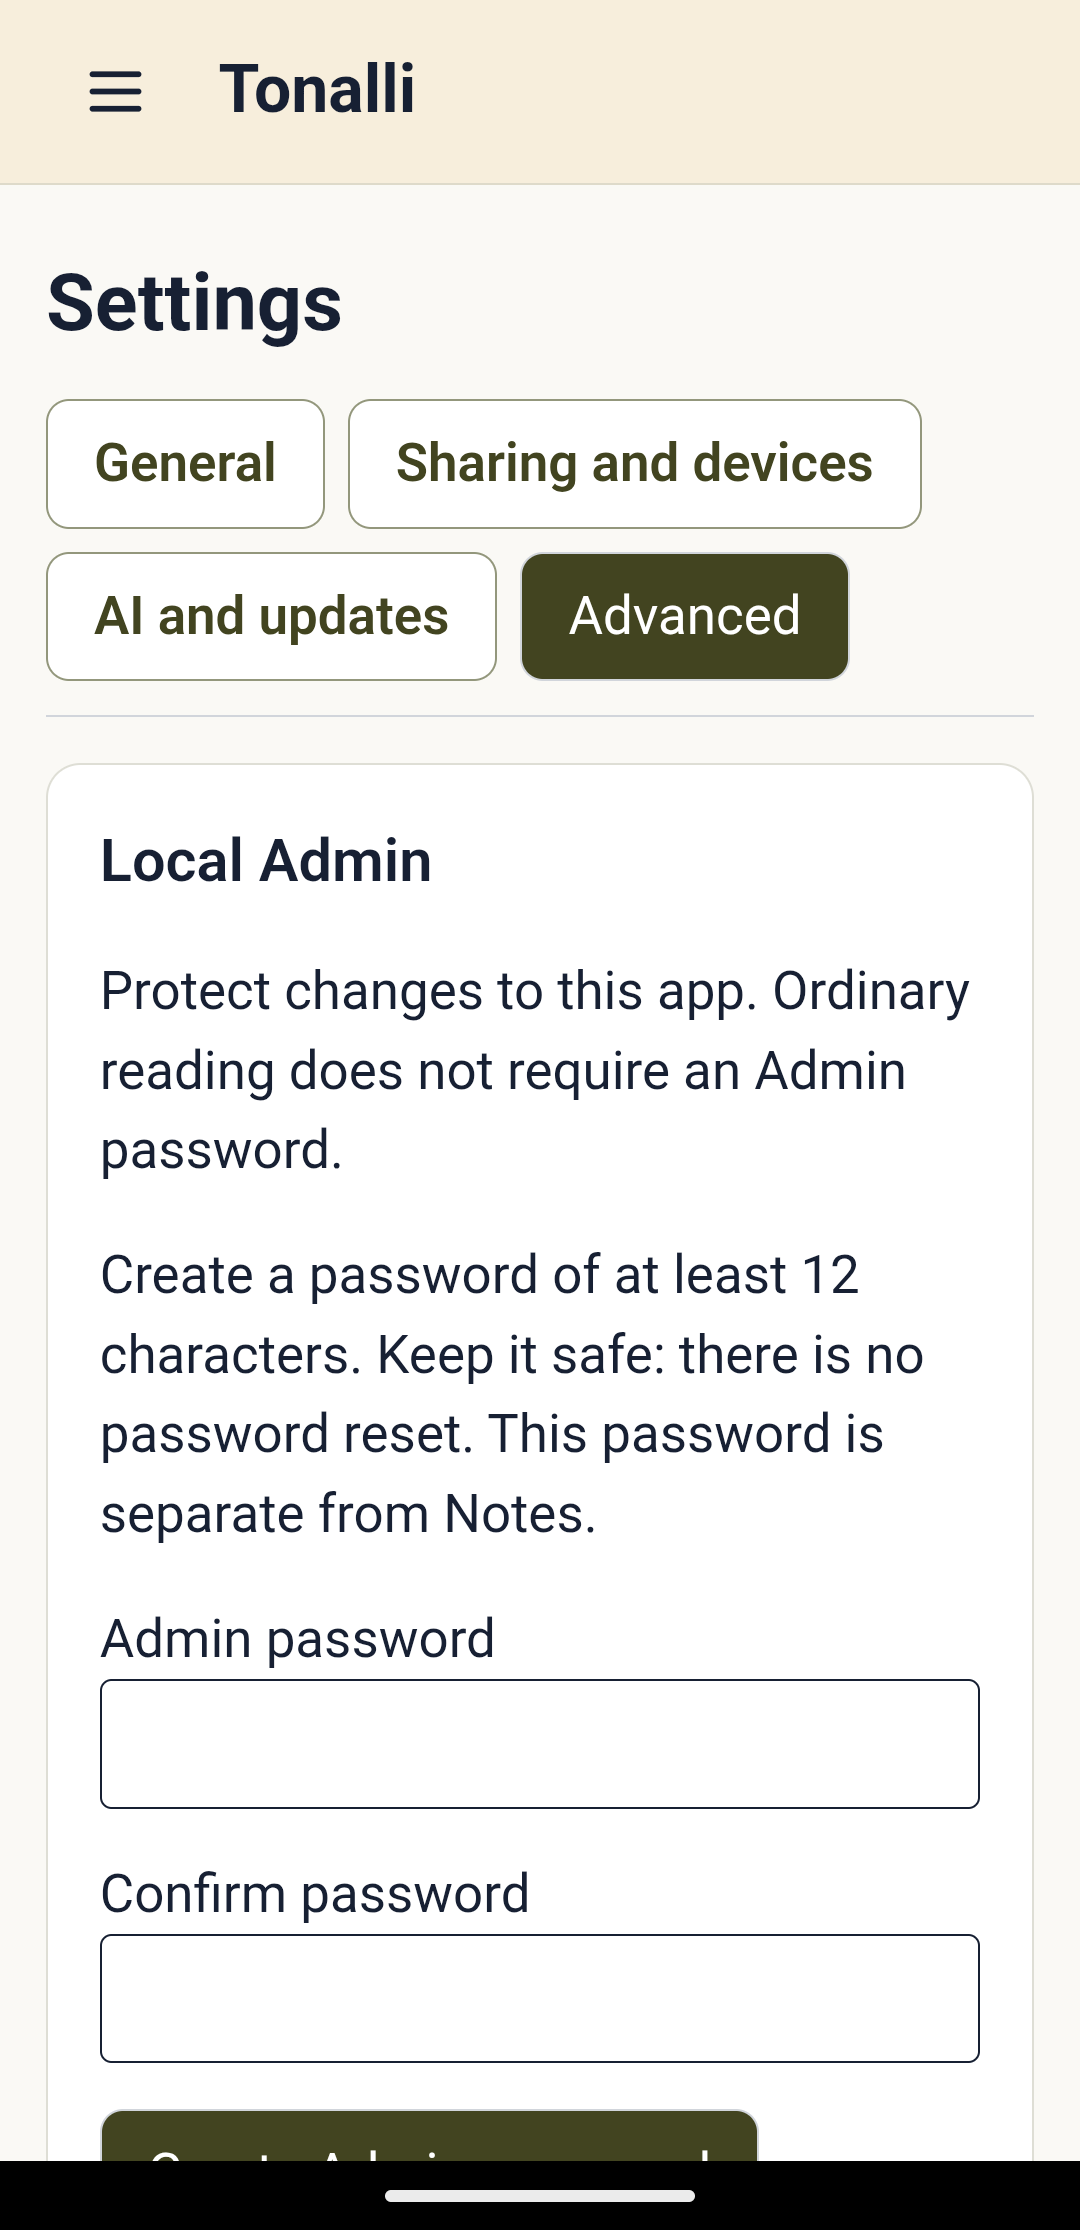 Tonalli
Settings
General
Sharing and devices
AI and updates
Advanced
Local Admin
Protect changes to this app. Ordinary
reading does not require an Admin
password.
Create a password of at least 12
characters. Keep it safe: there is no
password reset. This password is
separate from Notes.
Admin password
Confirm password